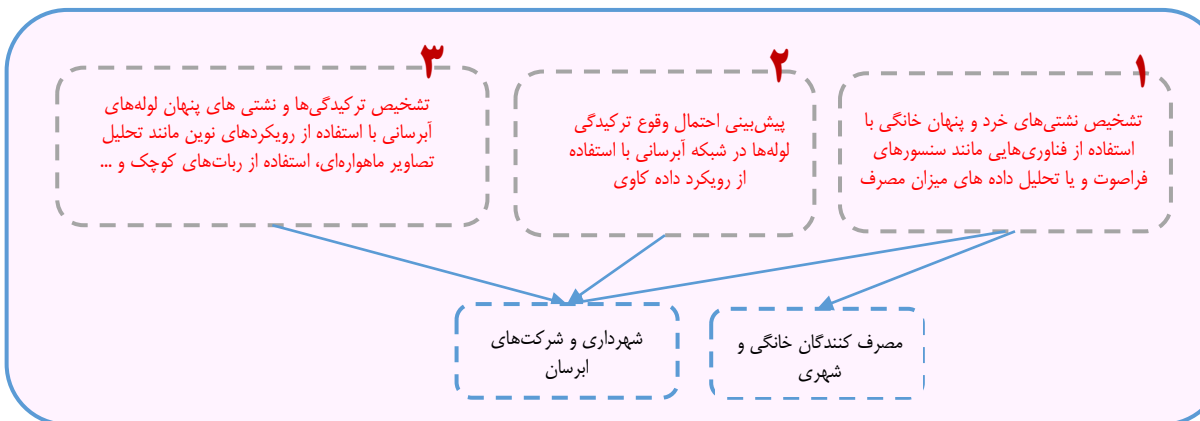 ۱
تشخیص نشتی‌های خرد و پنهان خانگی با
استفاده از فناوری‌هایی مانند سنسورهای
فراصوت و یا تحلیل داده های میزان مصرف
۲
پیش‌بینی احتمال وقوع ترکیدگی
لوله‌ها در شبکه آبرسانی با استفاده
از رویکرد داده کاوی
۳
تشخیص ترکیدگی‌ها و نشتی های پنهان لوله‌های
آبرسانی با استفاده از رویکردهای نوین مانند تحلیل
تصاویر ماهواره‌ای، استفاده از ربات‌های کوچک و ...
مصرف کنندگان خانگی و
شهری
شهرداری و شرکت‌های
ابرسان